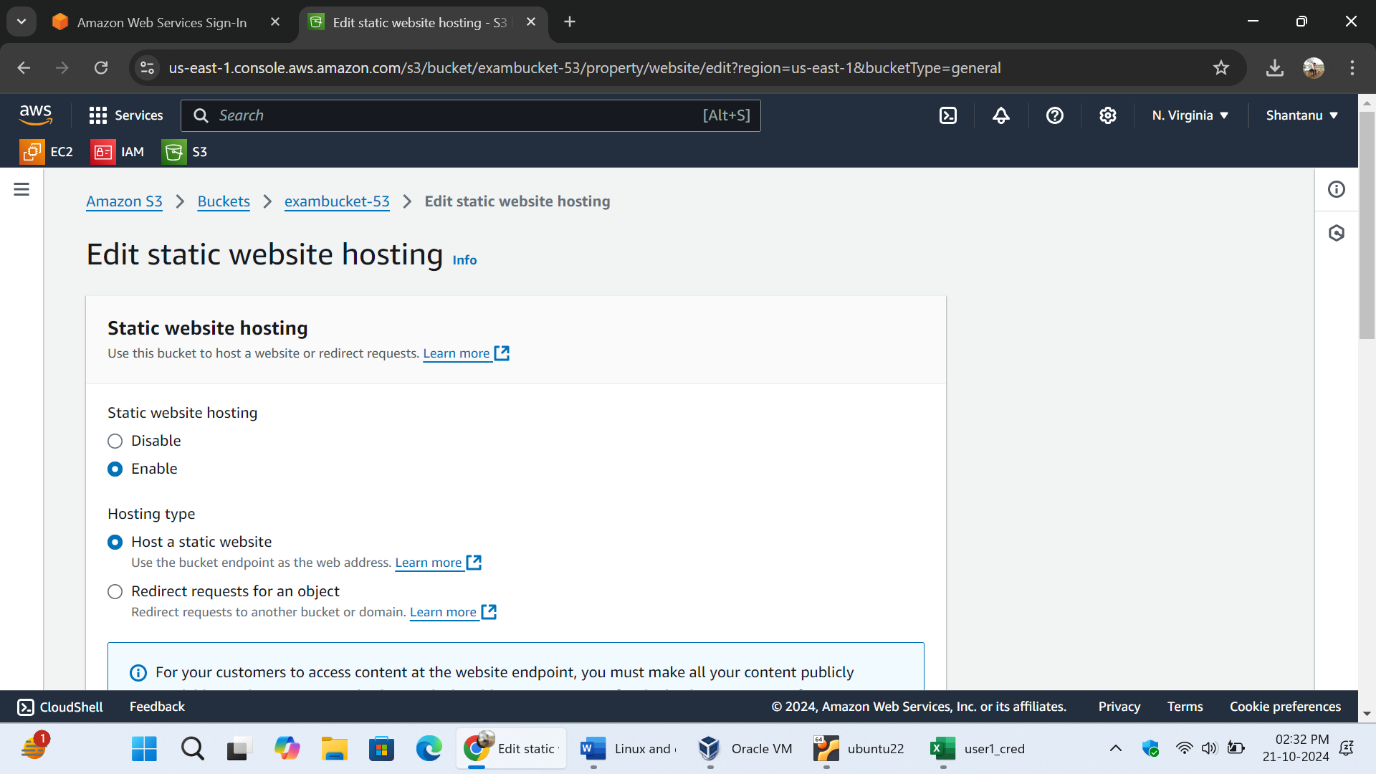 Amazon Web Services Sign-In
Edit static website hosting - S3
us-east-1.console.aws.amazon.com/s3/bucket/exambucket-53/property/website/edit?region=us-east-1&bucketType=general
aws
Services
Search
[Alt+S]
N. Virginia
Shantanu
EC2
IAM
S3
Amazon S3 > Buckets > exambucket-53 > Edit static website hosting
Edit static website hosting Info
Static website hosting
Use this bucket to host a website or redirect requests. Learn more
Static website hosting
Disable
Enable
Hosting type
Host a static website
Use the bucket endpoint as the web address. Learn more
Redirect requests for an object
Redirect requests to another bucket or domain. Learn more
For your customers to access content at the website endpoint, you must make all your content publicly
CloudShell
Feedback
© 2024, Amazon Web Services, Inc. or its affiliates.
Privacy
Terms
Cookie preferences
1
Edit static
Linux and
Oracle VM
64
ubuntu22
user1_cred
02:32 PM
21-10-2024